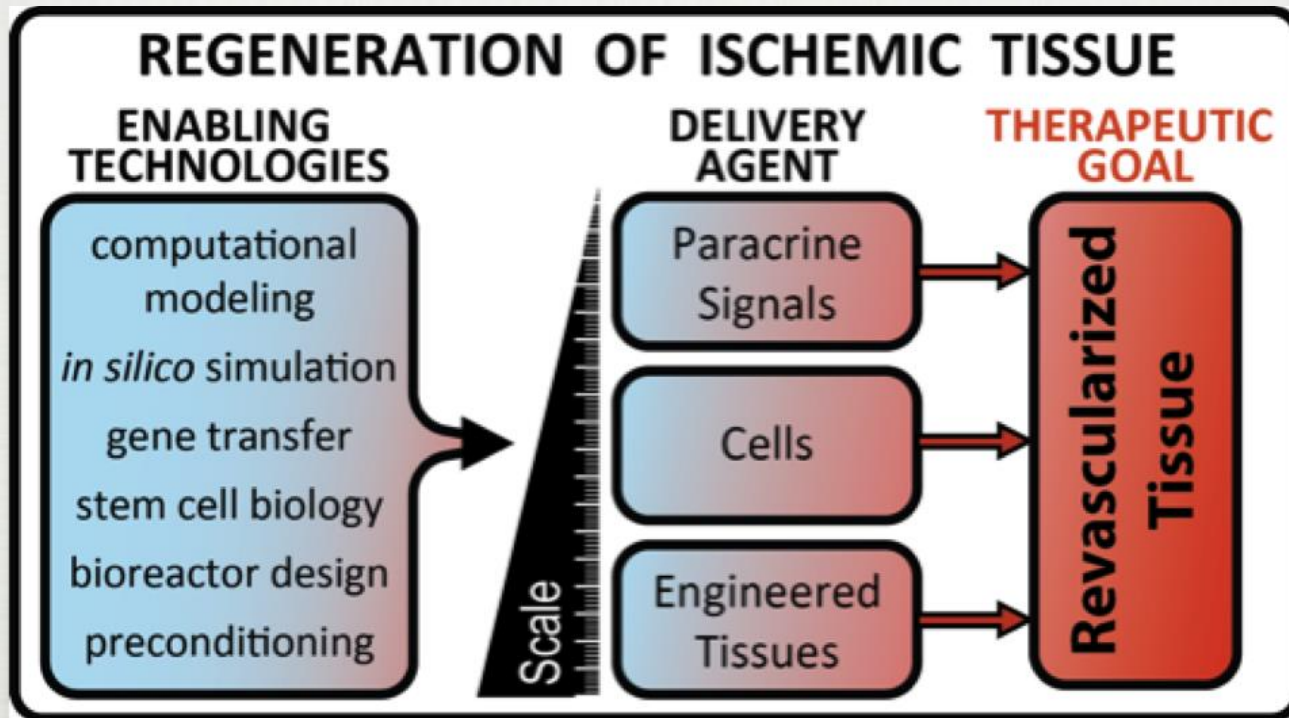 REGENERATION OF ISCHEMIC TISSUE
ENABLING
TECHNOLOGIES
computational
modeling
in silico simulation
gene transfer
stem cell biology
bioreactor design
preconditioning
Scale
DELIVERY
AGENT
Paracrine
Signals
Cells
Engineered
Tissues
THERAPEUTIC
GOAL
Revascularized
Tissue